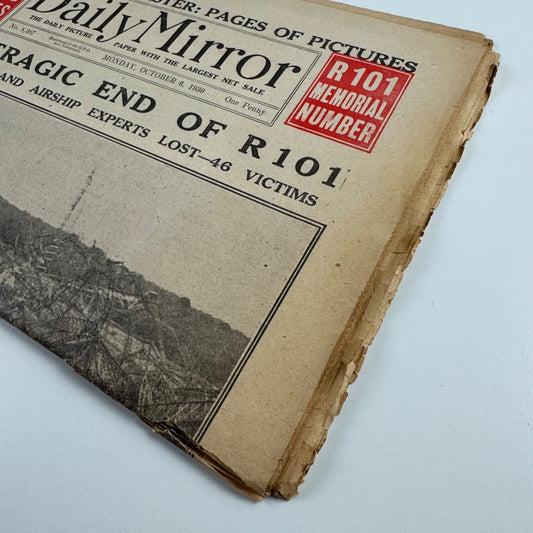 TER: PAGES OF PICTURES
Daily Mirror
THE DAILY PICTURE PAPER WITH THE LARGEST NET SALE
MONDAY, OCTOBER 6, 1930
One Penny
R 101
MEMORIAL
NUMBER
TRAGIC END OF R101
AND AIRSHIP EXPERTS LOST—46 VICTIMS